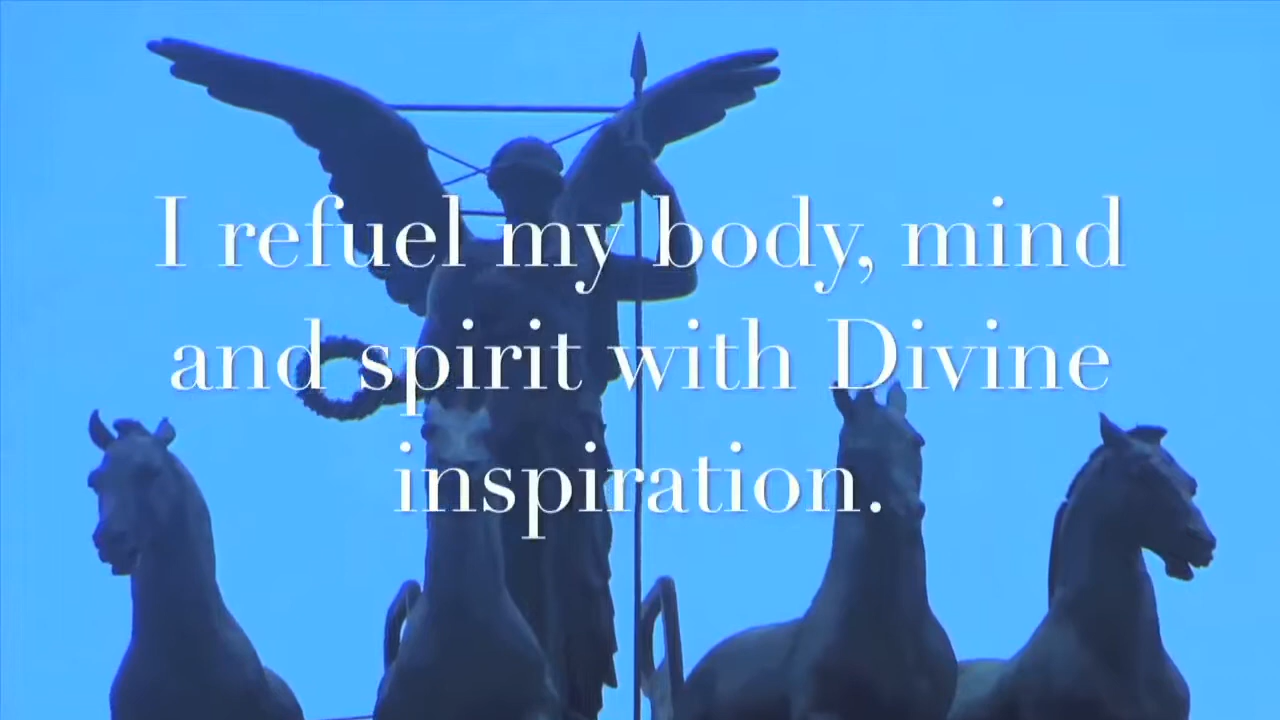 I refuel my body, mind
and spirit with Divine
inspiration.